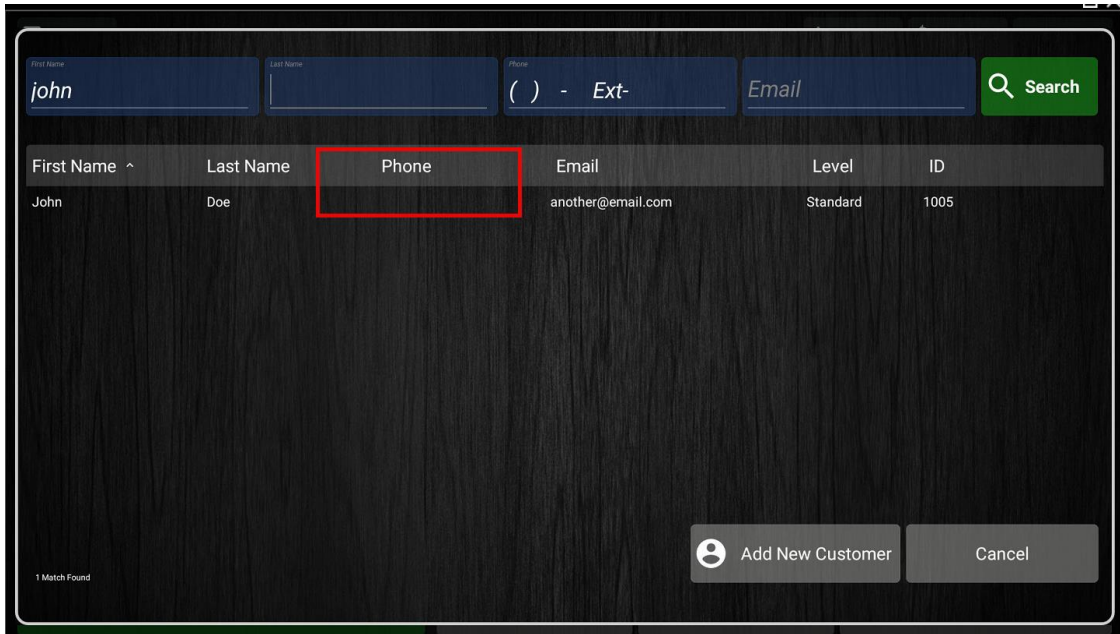 First Name Last Name Phone
john ( ) - Ext- Email Search
First Name ^ Last Name Phone Email Level ID
John Doe another@email.com Standard 1005
Add New Customer Cancel
1 Match Found